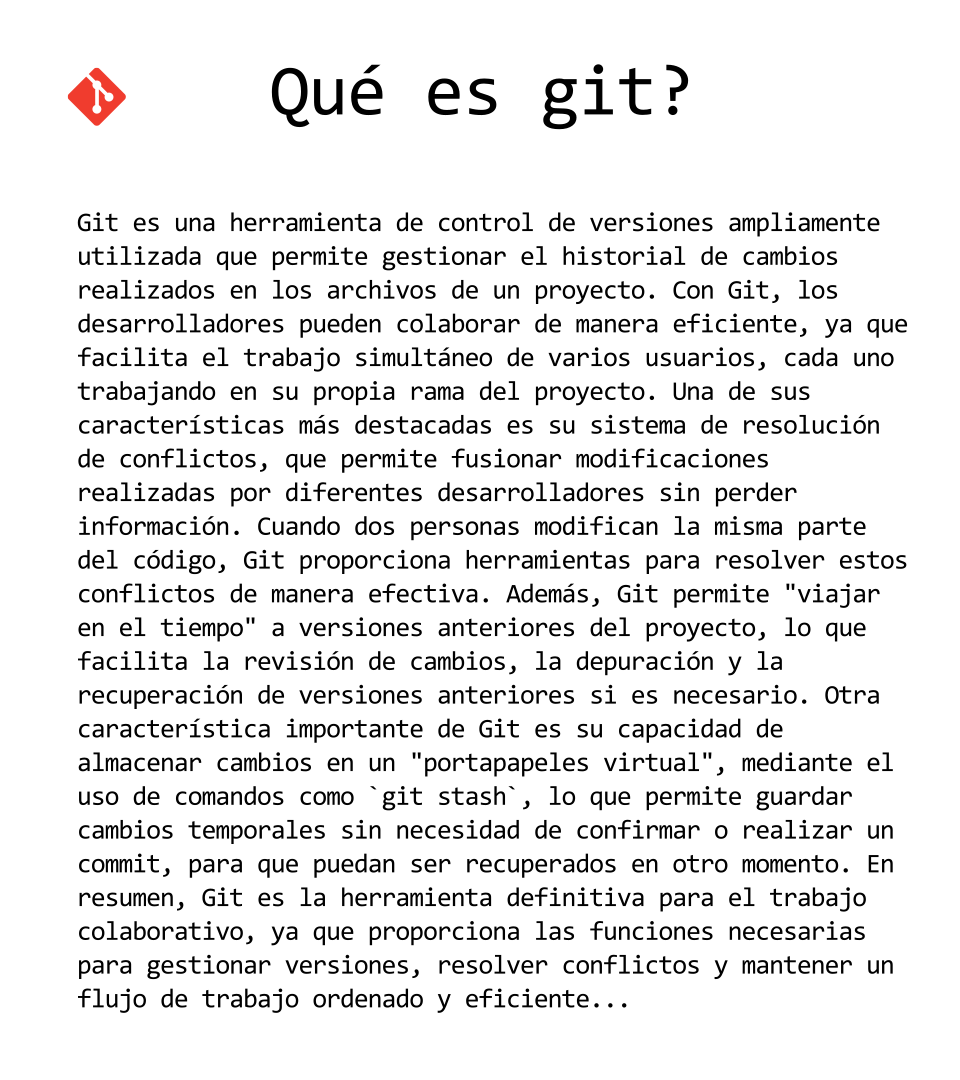 Qué es git?
Git es una herramienta de control de versiones ampliamente
utilizada que permite gestionar el historial de cambios
realizados en los archivos de un proyecto. Con Git, los
desarrolladores pueden colaborar de manera eficiente, ya que
facilita el trabajo simultáneo de varios usuarios, cada uno
trabajando en su propia rama del proyecto. Una de sus
características más destacadas es su sistema de resolución
de conflictos, que permite fusionar modificaciones
realizadas por diferentes desarrolladores sin perder
información. Cuando dos personas modifican la misma parte
del código, Git proporciona herramientas para resolver estos
conflictos de manera efectiva. Además, Git permite "viajar
en el tiempo" a versiones anteriores del proyecto, lo que
facilita la revisión de cambios, la depuración y la
recuperación de versiones anteriores si es necesario. Otra
característica importante de Git es su capacidad de
almacenar cambios en un "portapapeles virtual", mediante el
uso de comandos como `git stash`, lo que permite guardar
cambios temporales sin necesidad de confirmar o realizar un
commit, para que puedan ser recuperados en otro momento. En
resumen, Git es la herramienta definitiva para el trabajo
colaborativo, ya que proporciona las funciones necesarias
para gestionar versiones, resolver conflictos y mantener un
flujo de trabajo ordenado y eficiente...